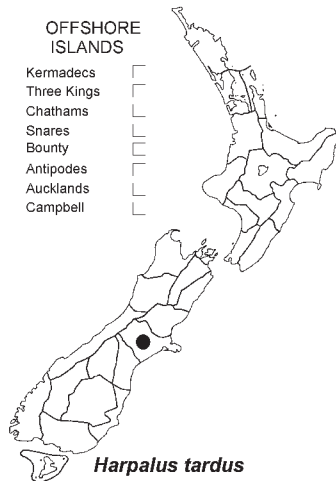 OFFSHORE
ISLANDS
Kermadecs
Three Kings
Chathams
Snares
Bounty
Antipodes
Aucklands
Campbell
Harpalus tardus